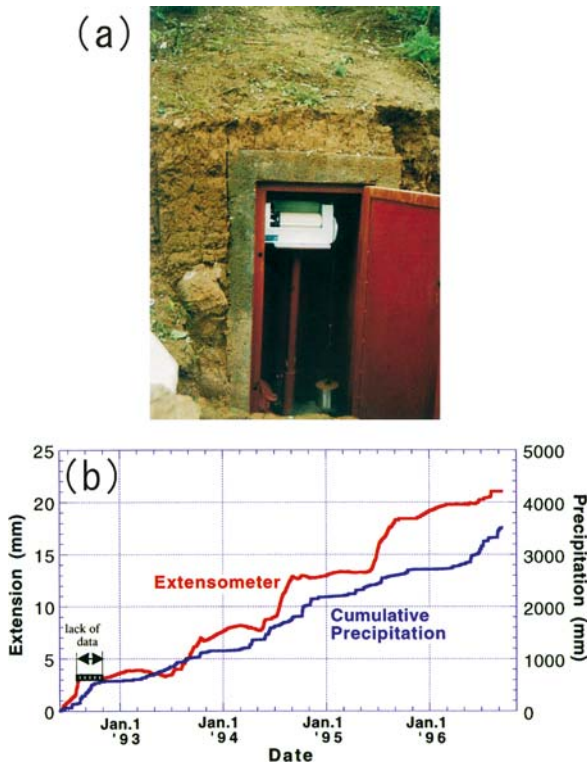 (a)
(b)
25
20
15
10
5
0
Extension (mm)
5000
4000
3000
2000
1000
0
Precipitation (mm)
Extensometer
Cumulative
Precipitation
lack of
data
Jan.1
'93
Jan.1
'94
Jan.1
'95
Jan.1
'96
Date